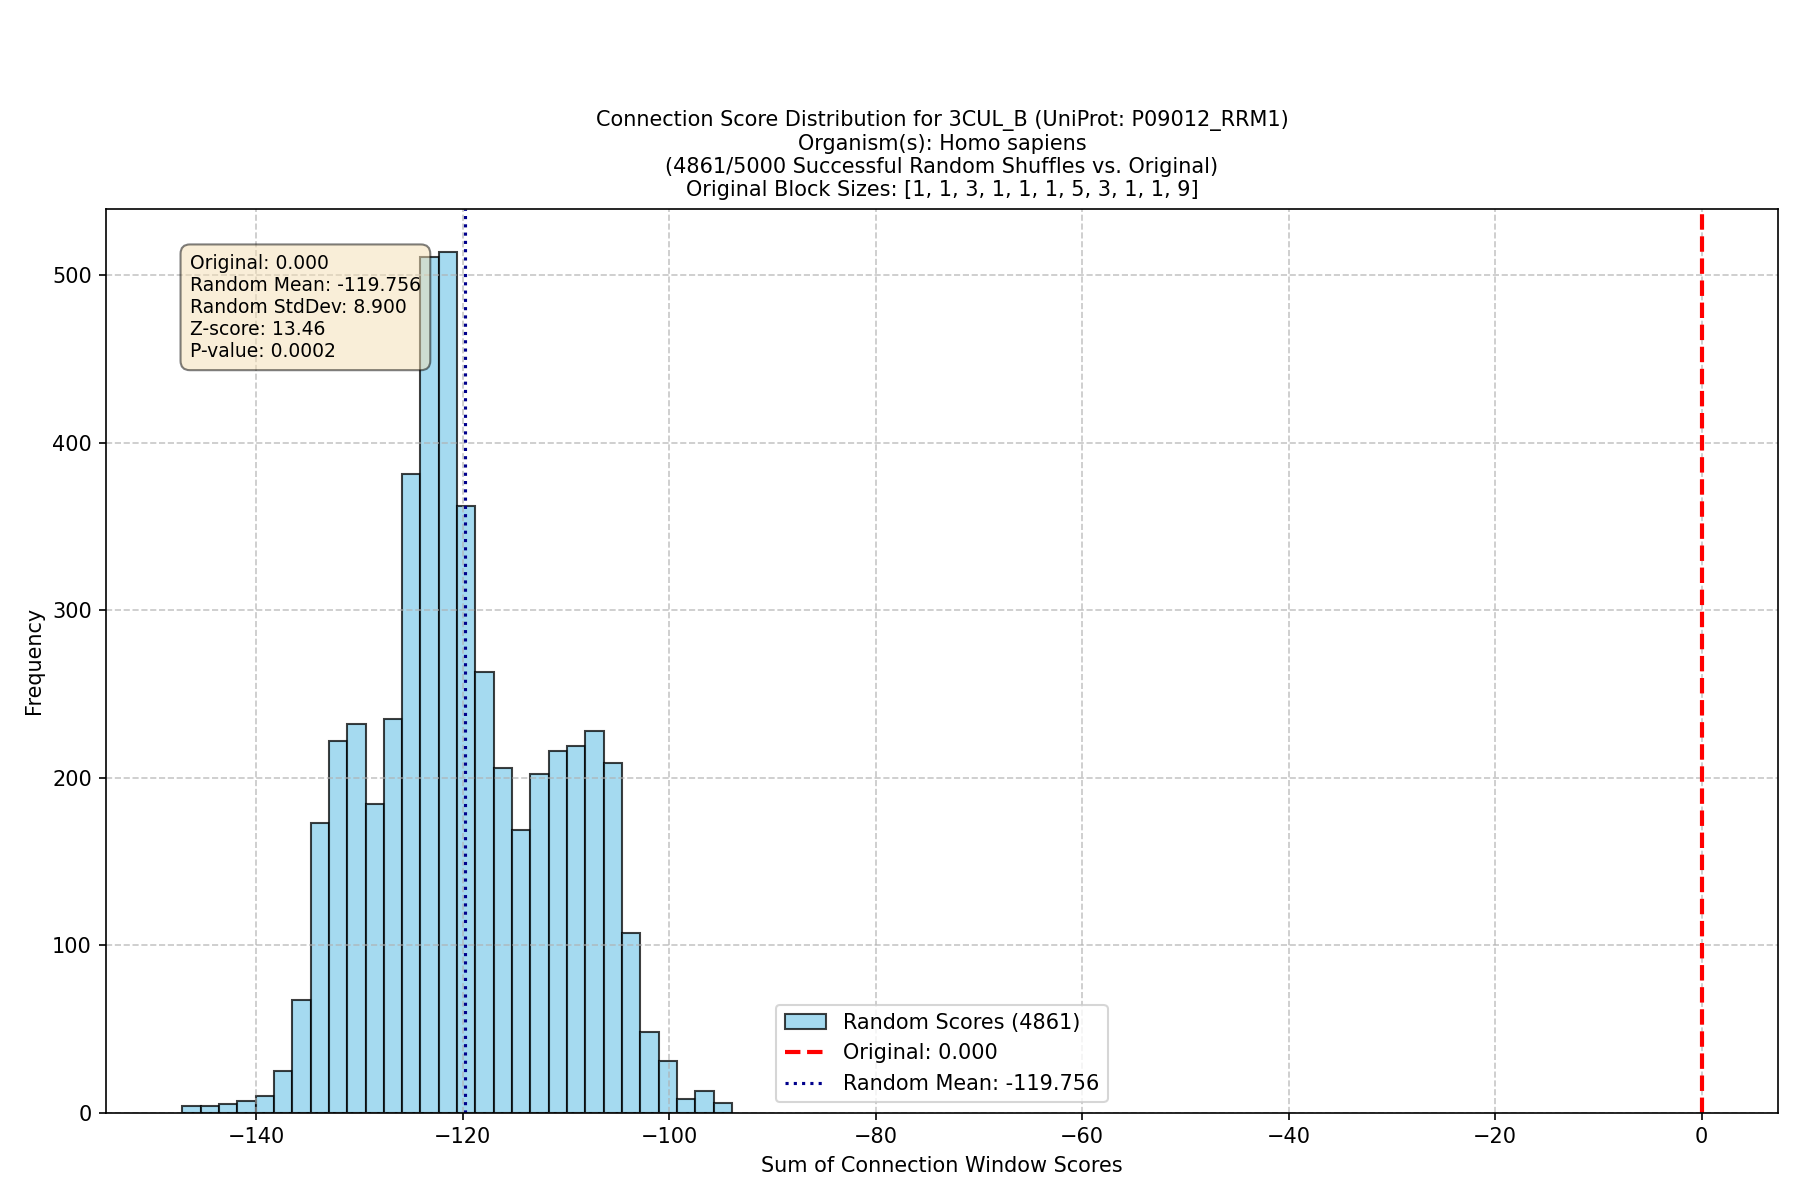 Connection Score Distribution for 3CUL_B (UniProt: P09012_RRM1)
Organism(s): Homo sapiens
(4861/5000 Successful Random Shuffles vs. Original)
Original Block Sizes: [1, 1, 3, 1, 1, 1, 5, 3, 1, 1, 9]
Original: 0.000
Random Mean: -119.756
Random StdDev: 8.900
Z-score: 13.46
P-value: 0.0002
500
400
300
200
100
0
Frequency
Random Scores (4861)
Original: 0.000
Random Mean: -119.756
−140 −120 −100 −80 −60 −40 −20 0
Sum of Connection Window Scores